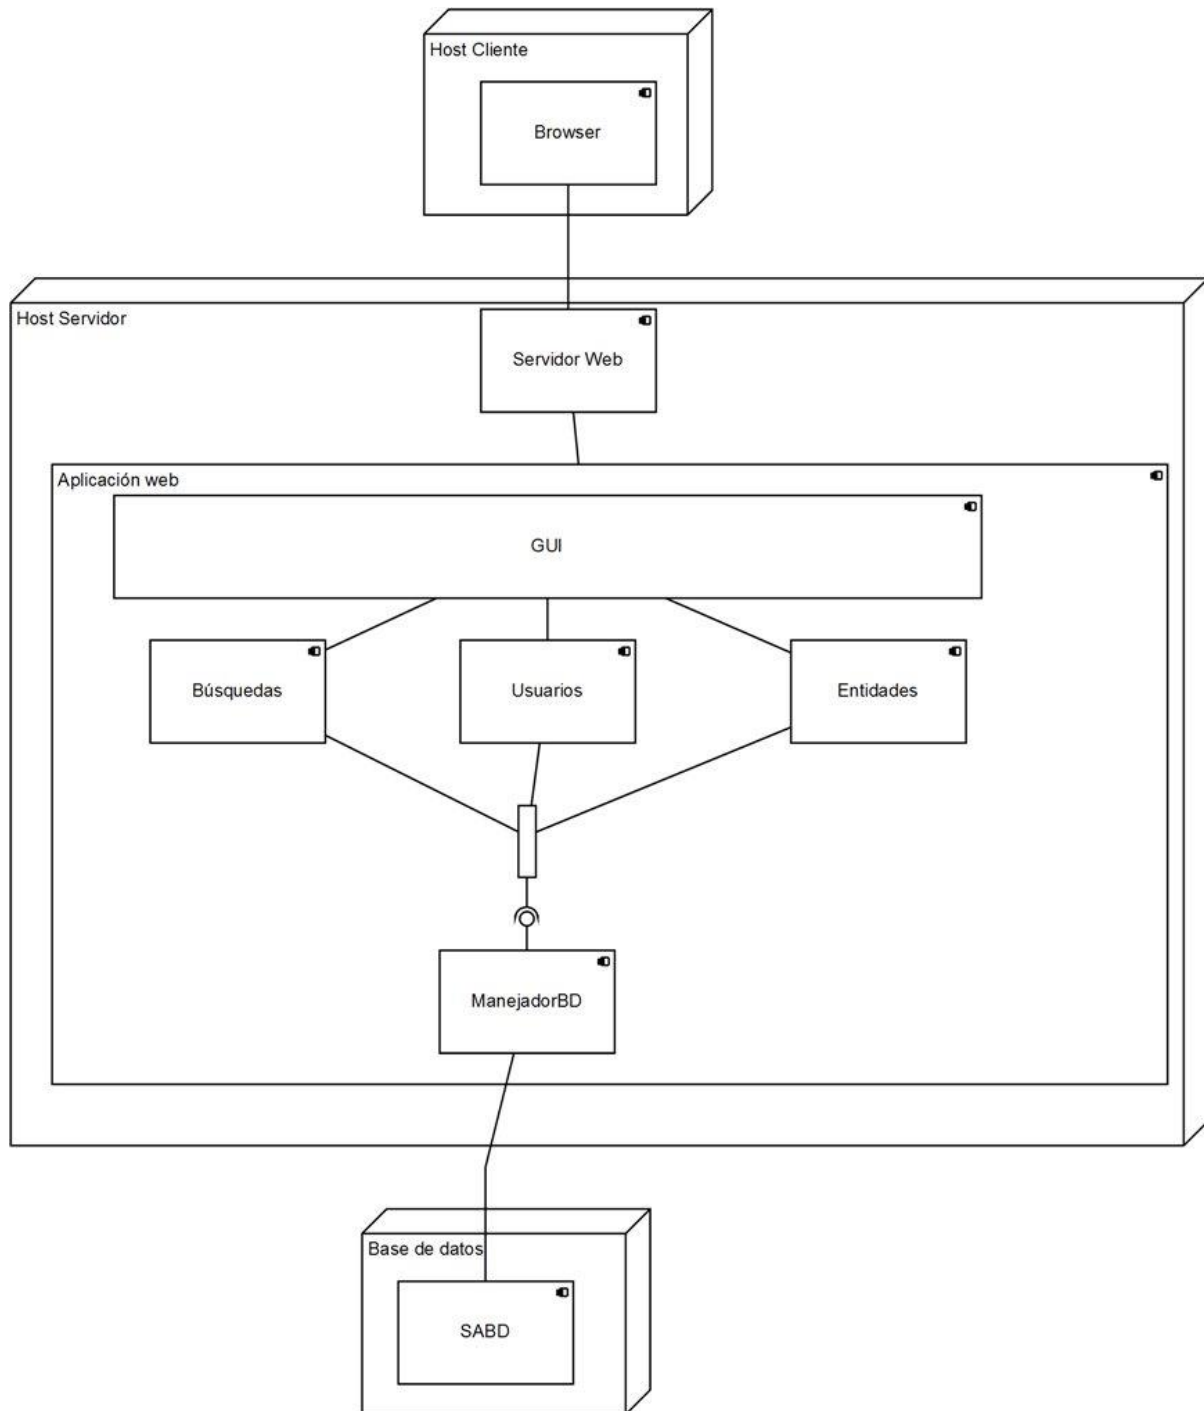 Host Cliente
Browser
Host Servidor
Servidor Web
Aplicación web
GUI
Búsquedas
Usuarios
Entidades
ManejadorBD
Base de datos
SABD